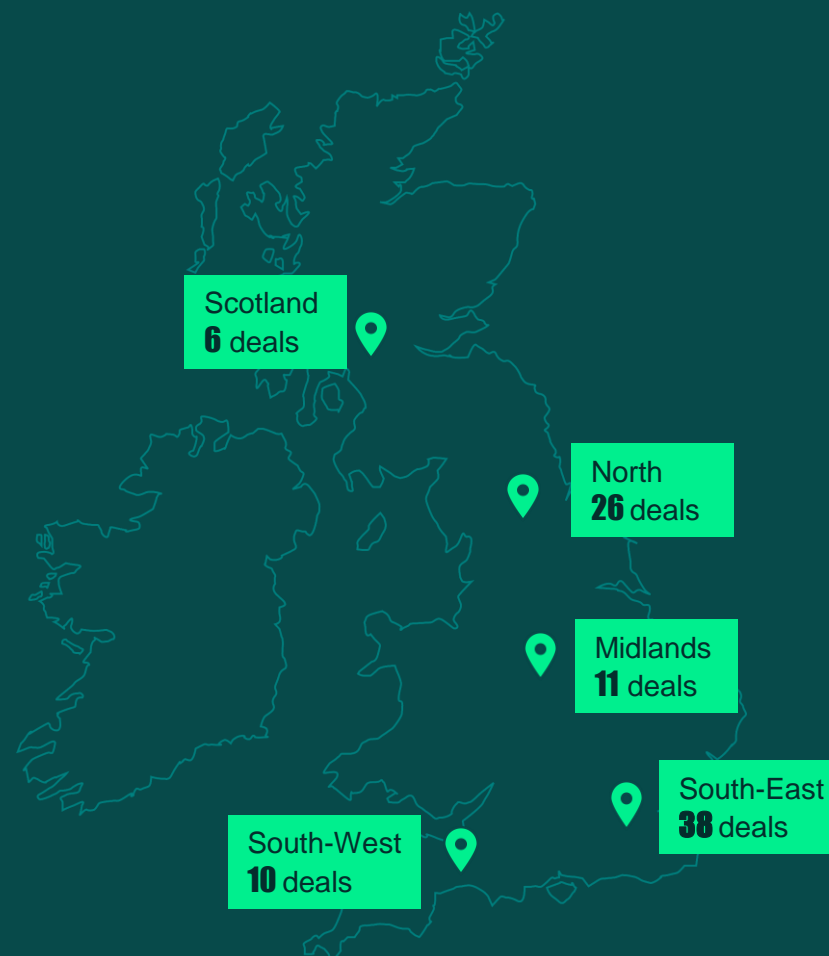 Scotland
6 deals
North
26 deals
Midlands
11 deals
South-East
38 deals
South-West
10 deals